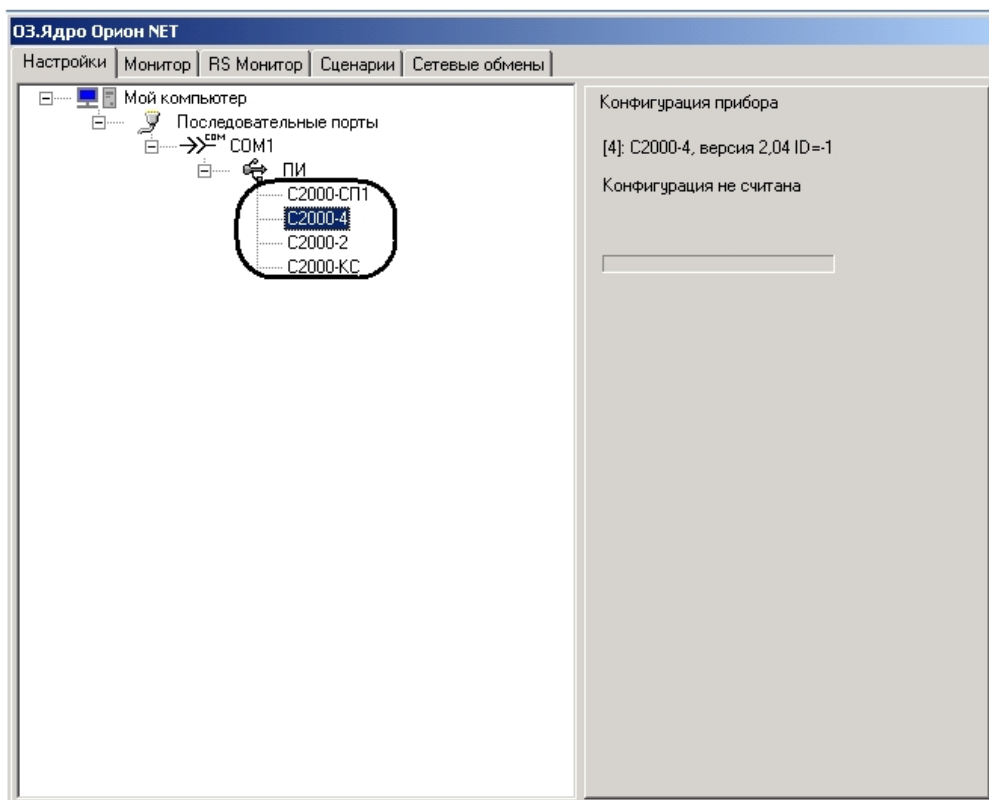 ОЗ.Ядро Орион NET
Настройки Монитор RS Монитор Сценарии Сетевые обмены
Мой компьютер
Последовательные порты
COM COM1
ПИ
С2000-СП1
С2000-4
С2000-2
С2000-КС
Конфигурация прибора
[4]: С2000-4, версия 2,04 ID=-1
Конфигурация не считана